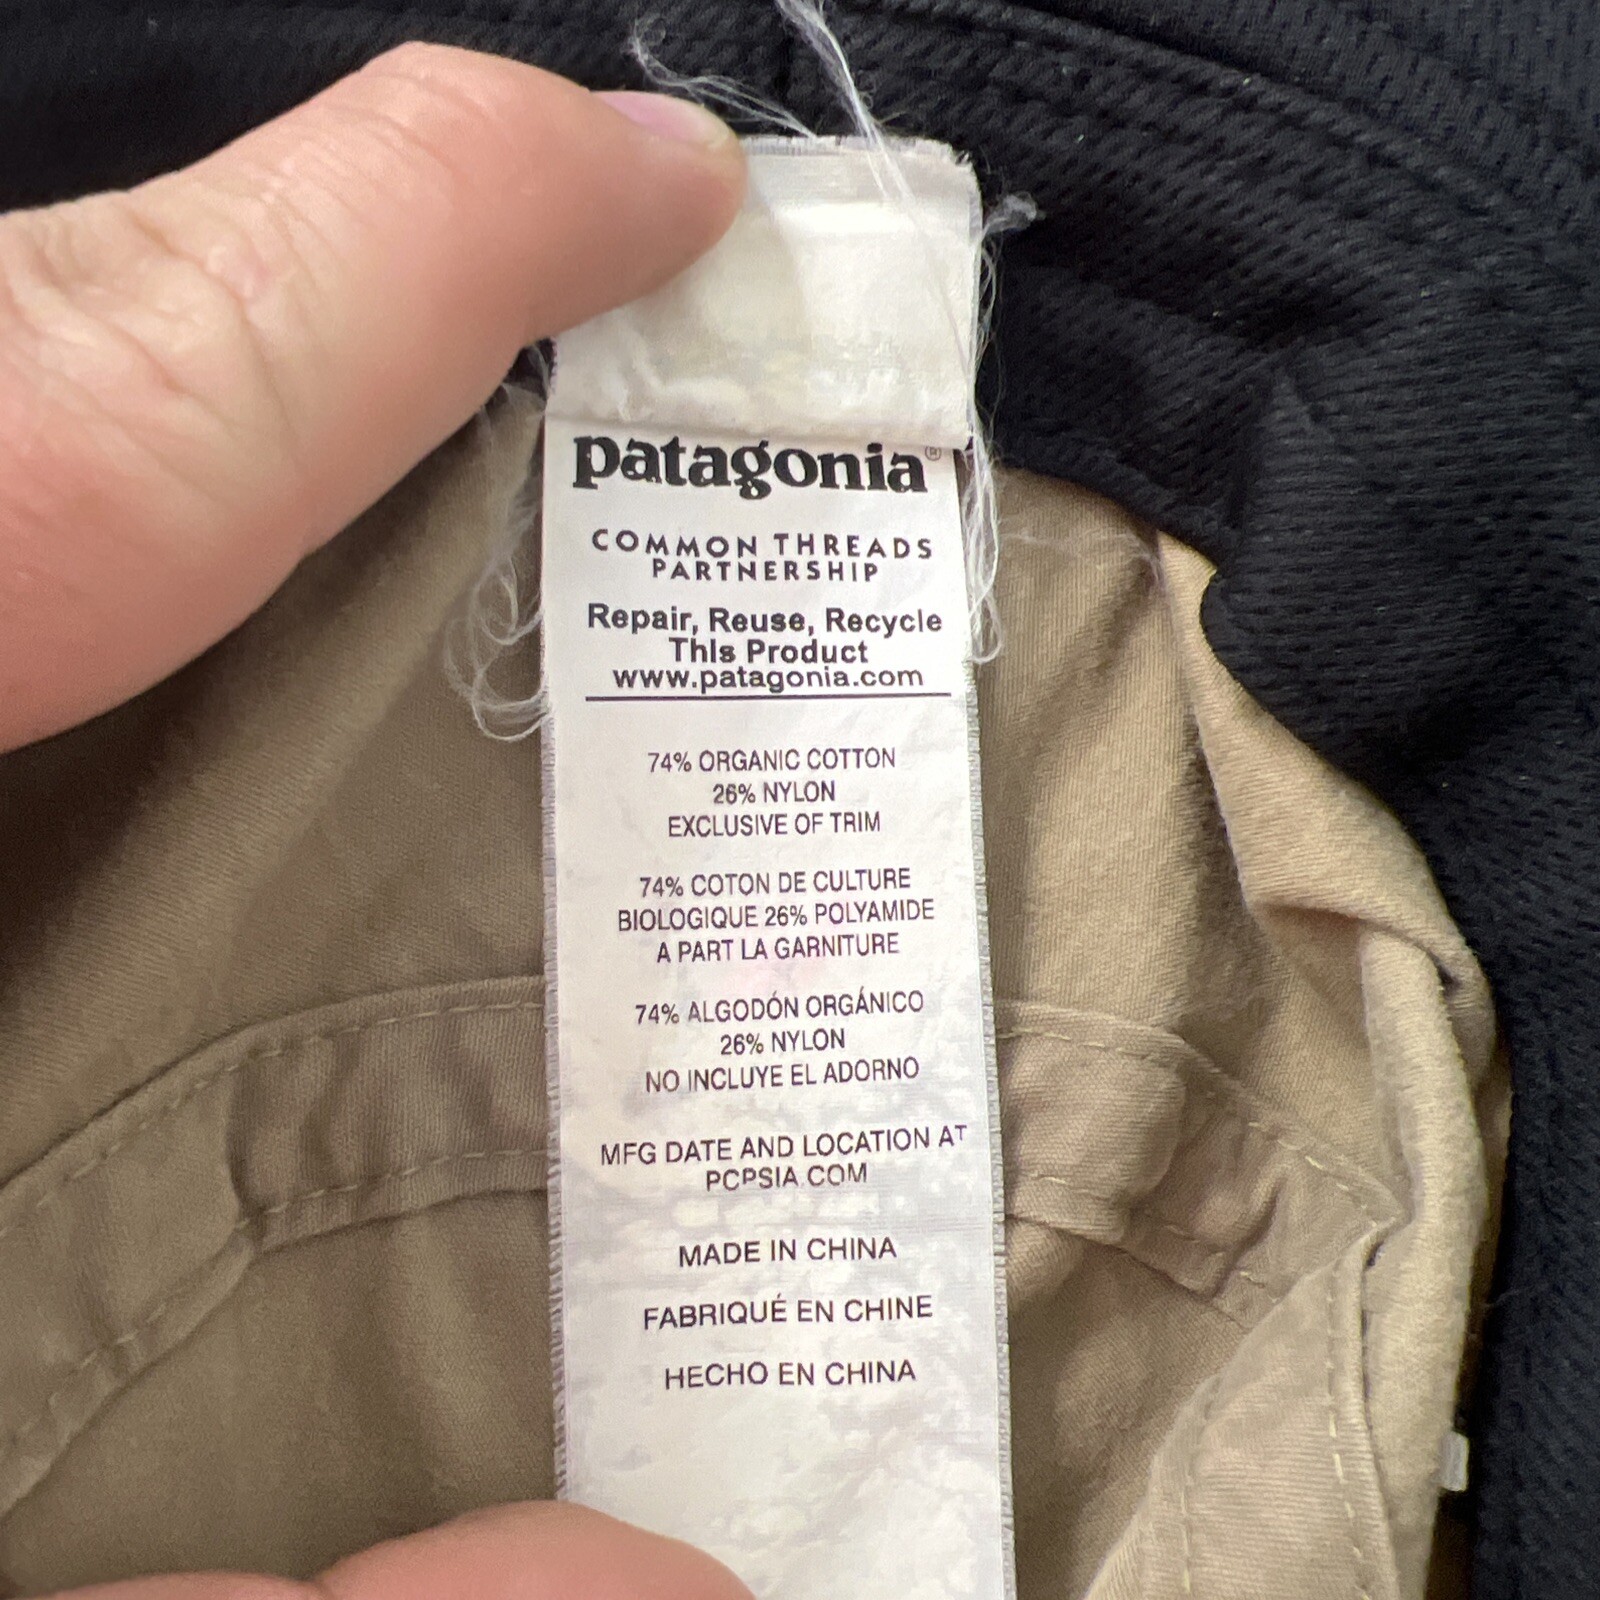 patagonia®
COMMON THREADS
PARTNERSHIP
Repair, Reuse, Recycle
This Product
www.patagonia.com
74% ORGANIC COTTON
26% NYLON
EXCLUSIVE OF TRIM
74% COTON DE CULTURE
BIOLOGIQUE 26% POLYAMIDE
A PART LA GARNITURE
74% ALGODÓN ORGÁNICO
26% NYLON
NO INCLUYE EL ADORNO
MFG DATE AND LOCATION AT
PCPSIA.COM
MADE IN CHINA
FABRIQUÉ EN CHINE
HECHO EN CHINA